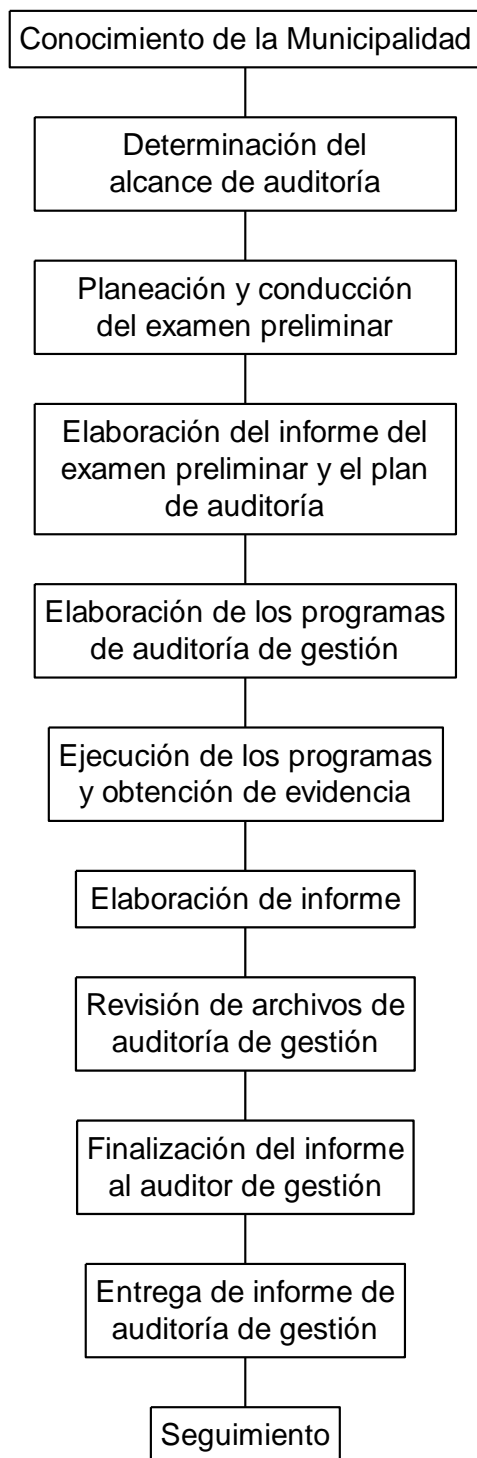 Conocimiento de la Municipalidad
Determinación del
alcance de auditoría
Planeación y conducción
del examen preliminar
Elaboración del informe del
examen preliminar y el plan
de auditoría
Elaboración de los programas
de auditoría de gestión
Ejecución de los programas
y obtención de evidencia
Elaboración de informe
Revisión de archivos de
auditoría de gestión
Finalización del informe
al auditor de gestión
Entrega de informe de
auditoría de gestión
Seguimiento